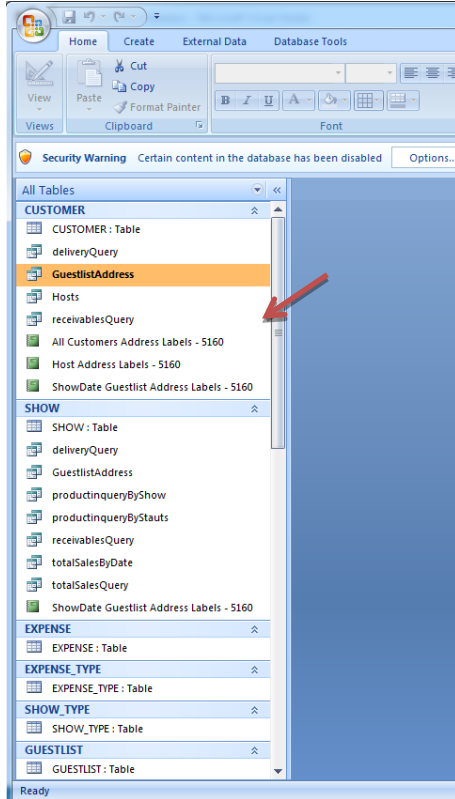 Home Create External Data Database Tools
View
Paste
Cut
Copy
Format Painter
B I U A
Views Clipboard Font
Security Warning Certain content in the database has been disabled Options...
All Tables
CUSTOMER
CUSTOMER : Table
deliveryQuery
GuestlistAddress
Hosts
receivablesQuery
All Customers Address Labels - 5160
Host Address Labels - 5160
ShowDate Guestlist Address Labels - 5160
SHOW
SHOW : Table
deliveryQuery
GuestlistAddress
productinqueryByShow
productinqueryByStauts
receivablesQuery
totalSalesByDate
totalSalesQuery
ShowDate Guestlist Address Labels - 5160
EXPENSE
EXPENSE : Table
EXPENSE_TYPE
EXPENSE_TYPE : Table
SHOW_TYPE
SHOW_TYPE : Table
GUESTLIST
GUESTLIST : Table
Ready